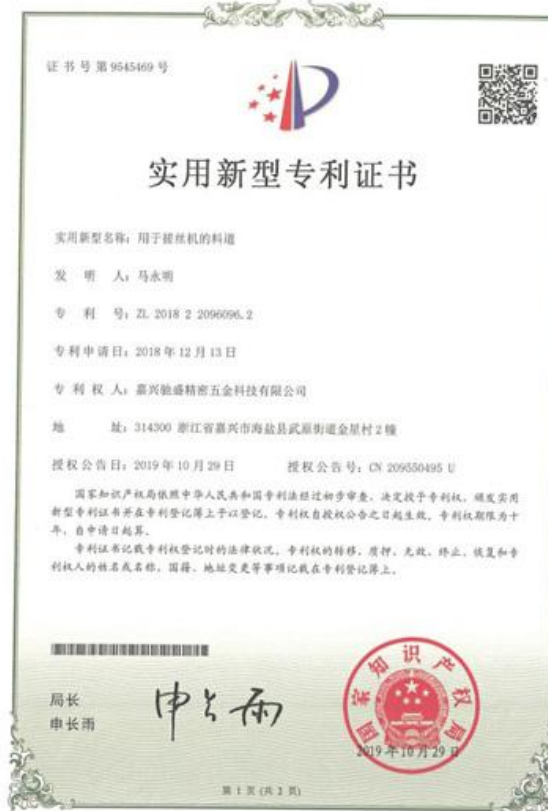 证书号第9545469号
实用新型专利证书
实用新型名称：用于搓丝机的料道
发明人：马永明
专利号：ZL 2018 2 2096096.2
专利申请日：2018年12月13日
专利权人：嘉兴驰盛精密五金科技有限公司
地址：314300 浙江省嘉兴市海盐县武原街道金星村2幢
授权公告日：2019年10月29日 授权公告号：CN 209550495 U
国家知识产权局依照中华人民共和国专利法经过初步审查，决定授予专利权，颁发实用
新型专利证书并在专利登记簿上予以登记。专利权自授权公告之日起生效。专利权期限为十
年，自申请日起算。
专利证书记载专利权登记时的法律状况。专利权的转移、质押、无效、终止、恢复和专
利权人的姓名或名称、国籍、地址变更等事项记载在专利登记簿上。
局长
申长雨
申长雨
国家知识产权局
2019年10月29日
第1页(共2页)